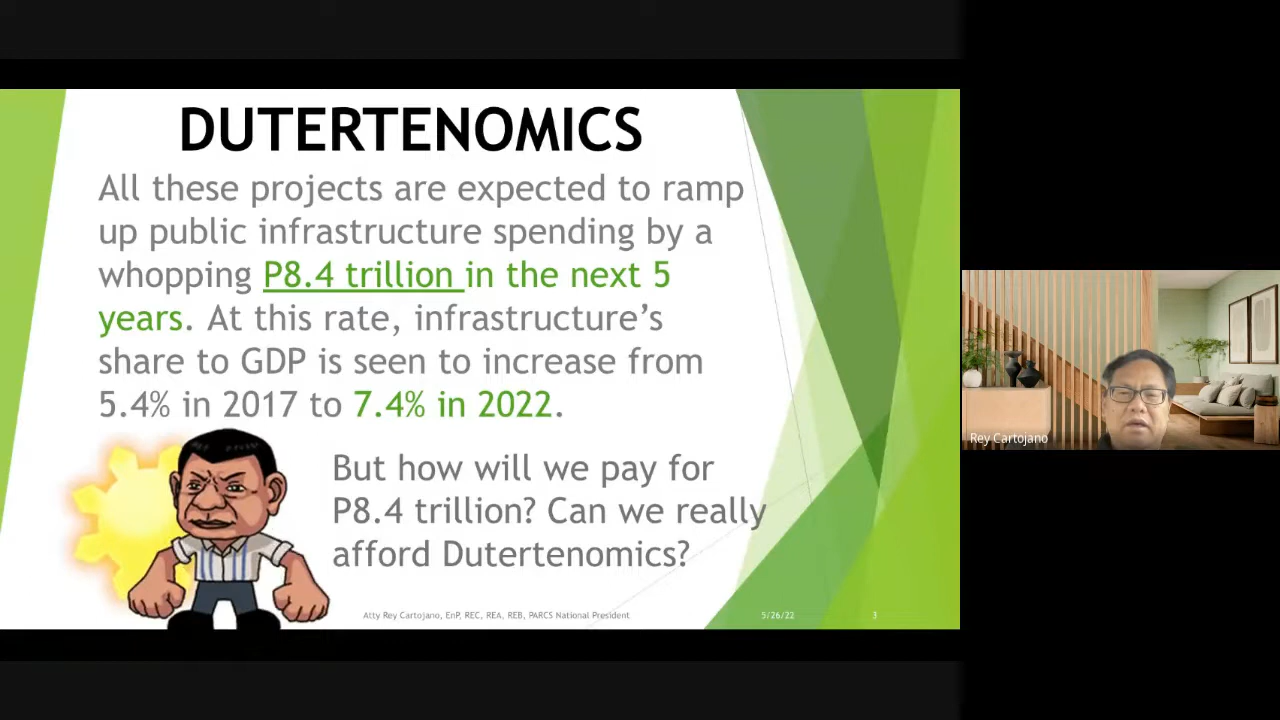 DUTERTENOMICS
All these projects are expected to ramp
up public infrastructure spending by a
whopping P8.4 trillion in the next 5
years. At this rate, infrastructure’s
share to GDP is seen to increase from
5.4% in 2017 to 7.4% in 2022.
But how will we pay for
P8.4 trillion? Can we really
afford Dutertenomics?
Atty Rey Cartojano, EnP, REC, REA, REB, PARCS National President
5/26/22
3
Rey Cartojano